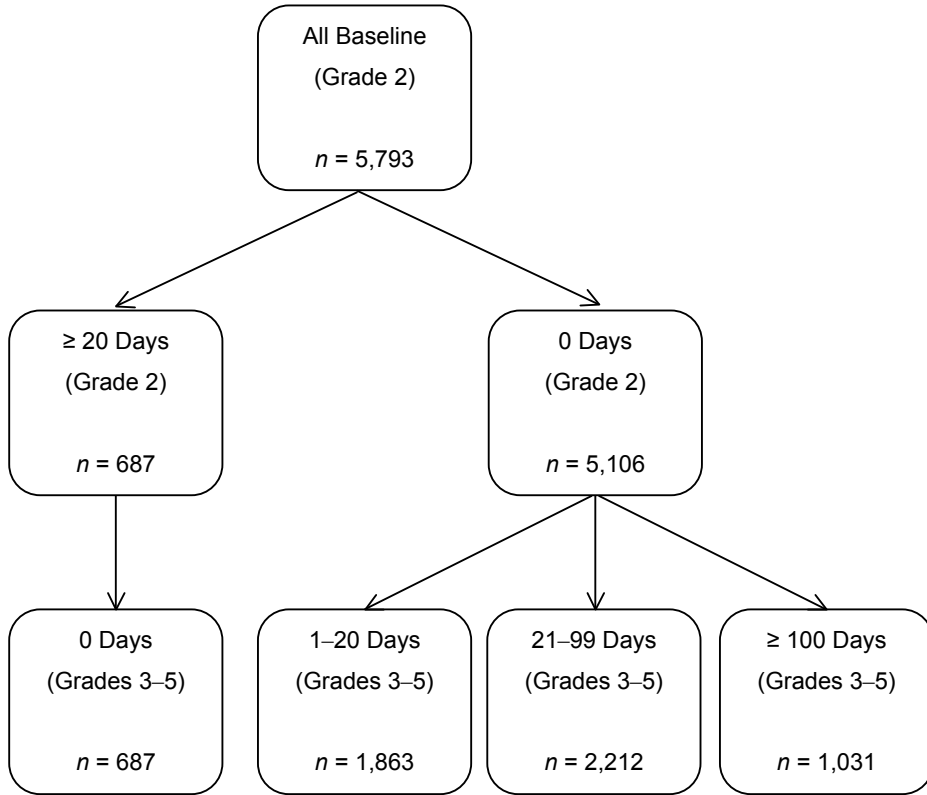 All Baseline
(Grade 2)
n = 5,793
≥ 20 Days
(Grade 2)
n = 687
0 Days
(Grade 2)
n = 5,106
0 Days
(Grades 3–5)
n = 687
1–20 Days
(Grades 3–5)
n = 1,863
21–99 Days
(Grades 3–5)
n = 2,212
≥ 100 Days
(Grades 3–5)
n = 1,031